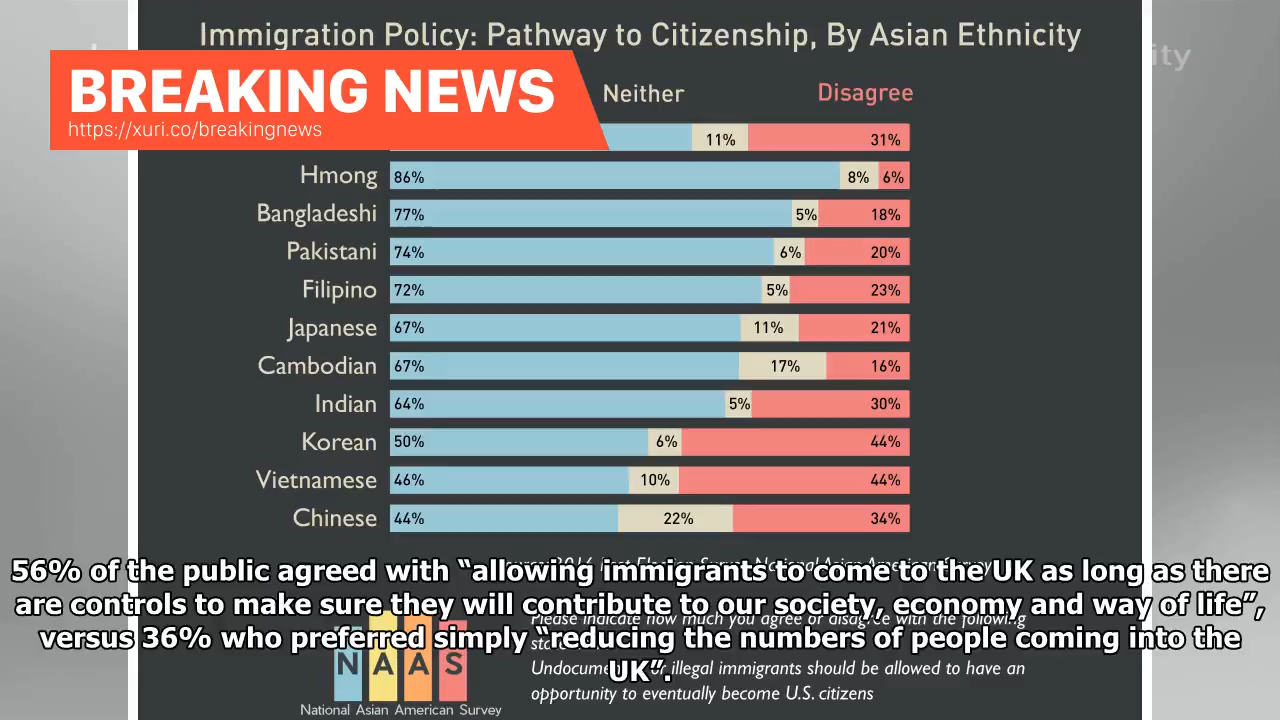 Immigration Policy: Pathway to Citizenship, By Asian Ethnicity
ity
BREAKING NEWS
https://xuri.co/breakingnews
Neither Disagree
11% 31%
Hmong 86% 8% 6%
Bangladeshi 77% 5% 18%
Pakistani 74% 6% 20%
Filipino 72% 5% 23%
Japanese 67% 11% 21%
Cambodian 67% 17% 16%
Indian 64% 5% 30%
Korean 50% 6% 44%
Vietnamese 46% 10% 44%
Chinese 44% 22% 34%
56% of the public agreed with “allowing immigrants to come to the UK as long as there
are controls to make sure they will contribute to our society, economy and way of life”,
versus 36% who preferred simply “reducing the numbers of people coming into the
UK”.
Please indicate how much you agree or disagree with the following
NAAS
illegal immigrants should be allowed to have an
opportunity to eventually become U.S. citizens
National Asian American Survey